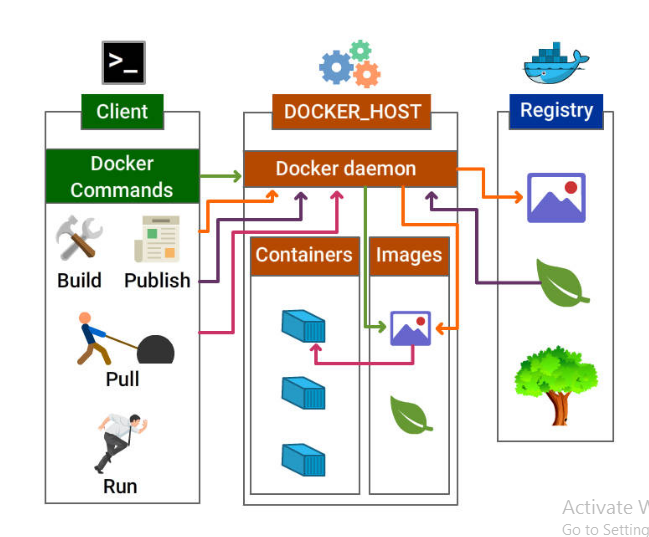 >_
Client
DOCKER_HOST
Registry
Docker
Commands
Docker daemon
Build
Publish
Containers
Images
Pull
Run
Activate W
Go to Setting